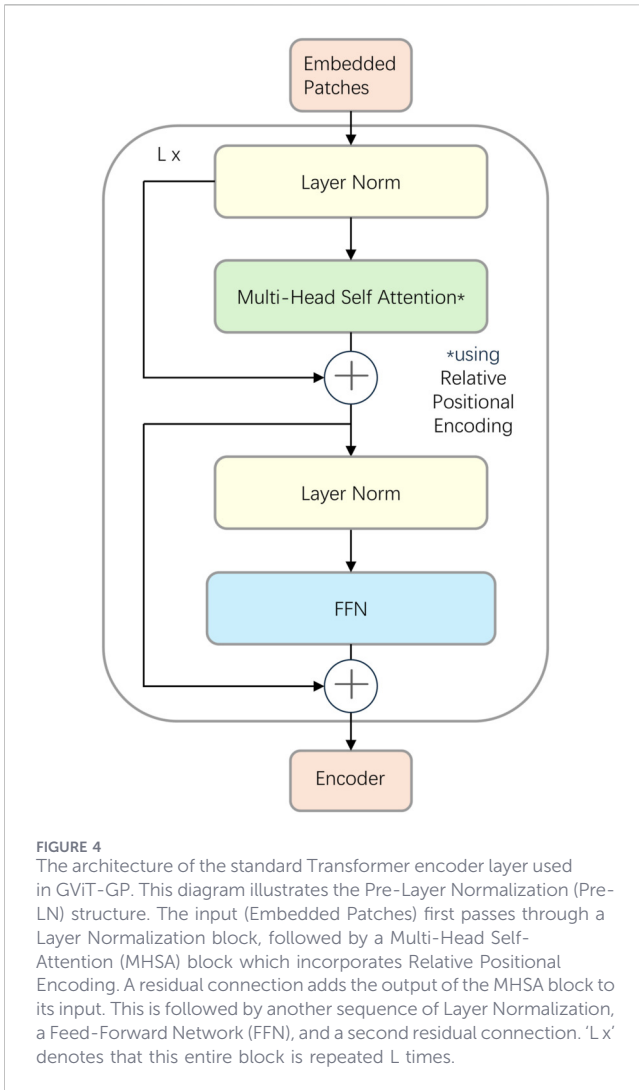 Embedded
Patches
L x
Layer Norm
Multi-Head Self Attention*
*using
Relative
Positional
Encoding
Layer Norm
FFN
Encoder
FIGURE 4
The architecture of the standard Transformer encoder layer used
in GViT-GP. This diagram illustrates the Pre-Layer Normalization (Pre-
LN) structure. The input (Embedded Patches) first passes through a
Layer Normalization block, followed by a Multi-Head Self-
Attention (MHSA) block which incorporates Relative Positional
Encoding. A residual connection adds the output of the MHSA block to
its input. This is followed by another sequence of Layer Normalization,
a Feed-Forward Network (FFN), and a second residual connection. ‘L x’
denotes that this entire block is repeated L times.